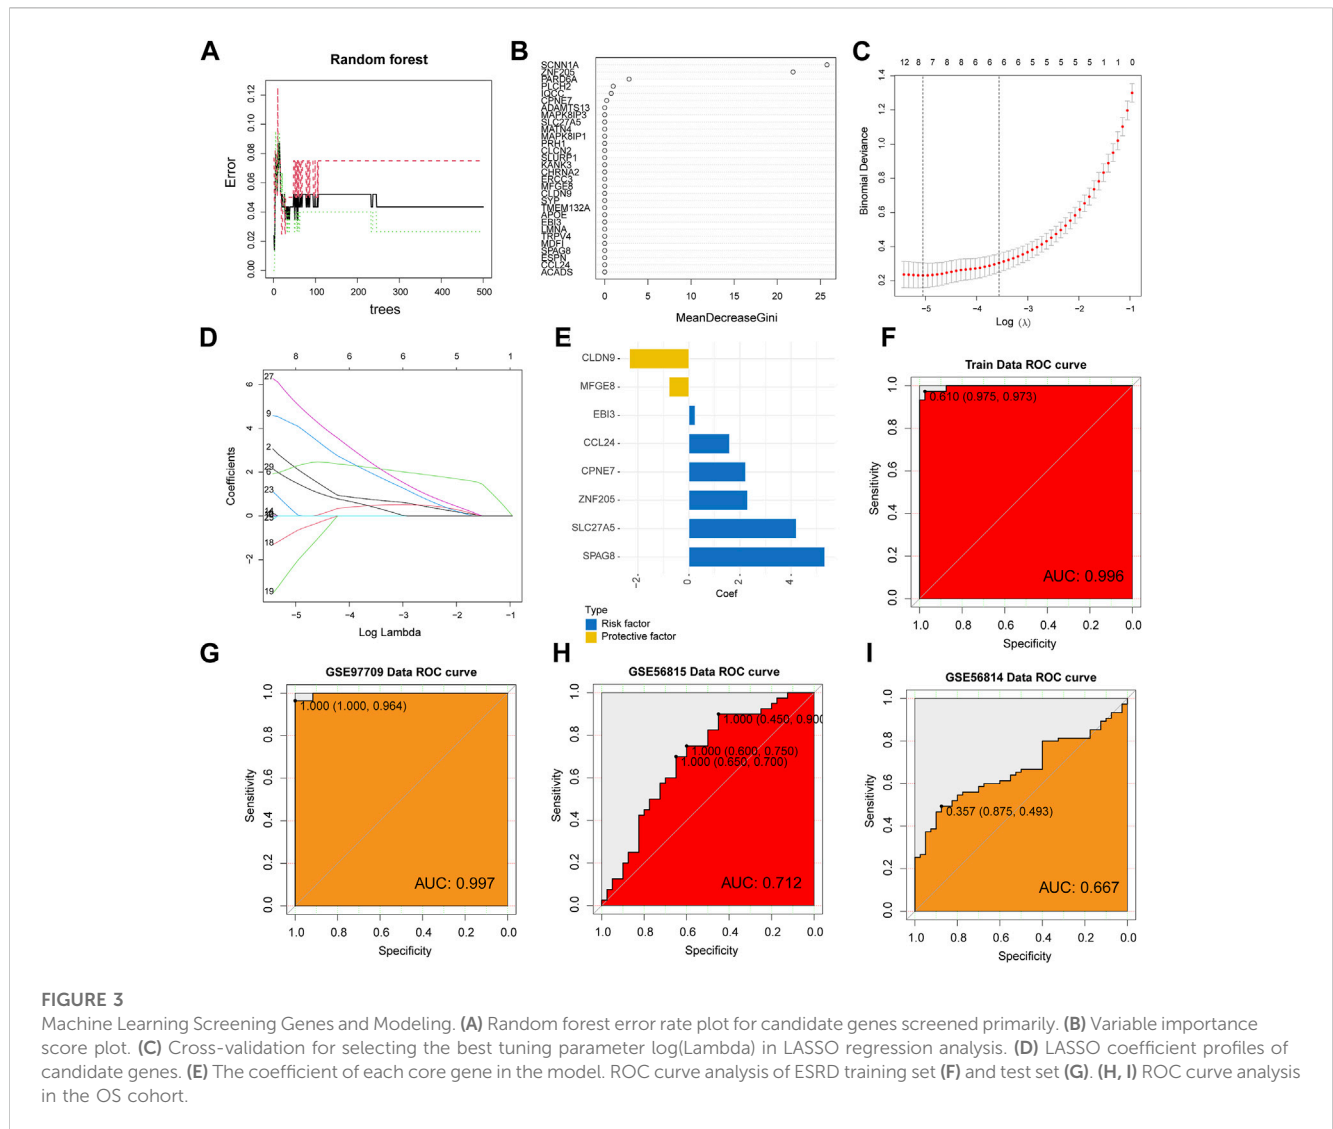 A
Random forest
Error
0.12
0.10
0.08
0.06
0.04
0.02
0.00
0 100 200 300 400 500
trees
B
SCNN1A
ZNF205
PARD6A
PLCH2
IQCC
CPNE7
ADAMTS13
MAPK8IP3
SLC27A5
MATN4
MAPK8IP1
PRH1
CLCN2
SLURP1
KANK3
CHRNA2
ERCC3
MFGE8
CLDN9
SYP
TMEM132A
APOE
EBI3
LMNA
TRPV4
MDFI
SPAG8
ESPN
CCL24
ACADS
0 5 10 15 20 25
MeanDecreaseGini
C
12 8 7 8 8 6 6 6 6 5 5 5 5 5 1 1 0
Binomial Deviance
1.4
1.2
1.0
0.8
0.6
0.4
0.2
−5 −4 −3 −2 −1
Log (λ)
D
8 6 6 5 1
Coefficients
6
4
2
0
−2
27
9
2
29
6
23
18
19
−5 −4 −3 −2 −1
Log Lambda
E
CLDN9
MFGE8
EBI3
CCL24
CPNE7
ZNF205
SLC27A5
SPAG8
−2 0 2 4
Coef
Type
Risk factor
Protective factor
F
Train Data ROC curve
Sensitivity
1.0
0.8
0.6
0.4
0.2
0.0
0.610 (0.975, 0.973)
AUC: 0.996
1.0 0.8 0.6 0.4 0.2 0.0
Specificity
G
GSE97709 Data ROC curve
Sensitivity
1.0
0.8
0.6
0.4
0.2
0.0
1.000 (1.000, 0.964)
AUC: 0.997
1.0 0.8 0.6 0.4 0.2 0.0
Specificity
H
GSE56815 Data ROC curve
Sensitivity
1.0
0.8
0.6
0.4
0.2
0.0
1.000 (0.450, 0.900
1.000 (0.600, 0.750)
1.000 (0.650, 0.700)
AUC: 0.712
1.0 0.8 0.6 0.4 0.2 0.0
Specificity
I
GSE56814 Data ROC curve
Sensitivity
1.0
0.8
0.6
0.4
0.2
0.0
0.357 (0.875, 0.493)
AUC: 0.667
1.0 0.8 0.6 0.4 0.2 0.0
Specificity
FIGURE 3
Machine Learning Screening Genes and Modeling. (A) Random forest error rate plot for candidate genes screened primarily. (B) Variable importance
score plot. (C) Cross-validation for selecting the best tuning parameter log(Lambda) in LASSO regression analysis. (D) LASSO coefficient profiles of
candidate genes. (E) The coefficient of each core gene in the model. ROC curve analysis of ESRD training set (F) and test set (G). (H, I) ROC curve analysis
in the OS cohort.